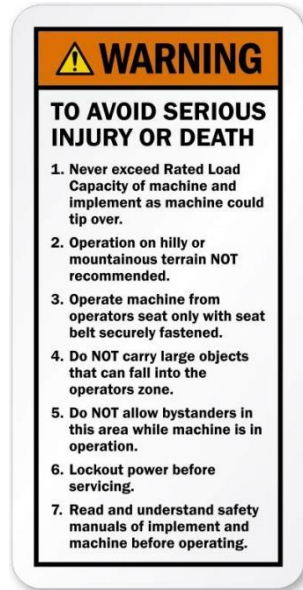 WARNING
TO AVOID SERIOUS
INJURY OR DEATH
1. Never exceed Rated Load
Capacity of machine and
implement as machine could
tip over.
2. Operation on hilly or
mountainous terrain NOT
recommended.
3. Operate machine from
operators seat only with seat
belt securely fastened.
4. Do NOT carry large objects
that can fall into the
operators zone.
5. Do NOT allow bystanders in
this area while machine is in
operation.
6. Lockout power before
servicing.
7. Read and understand safety
manuals of implement and
machine before operating.